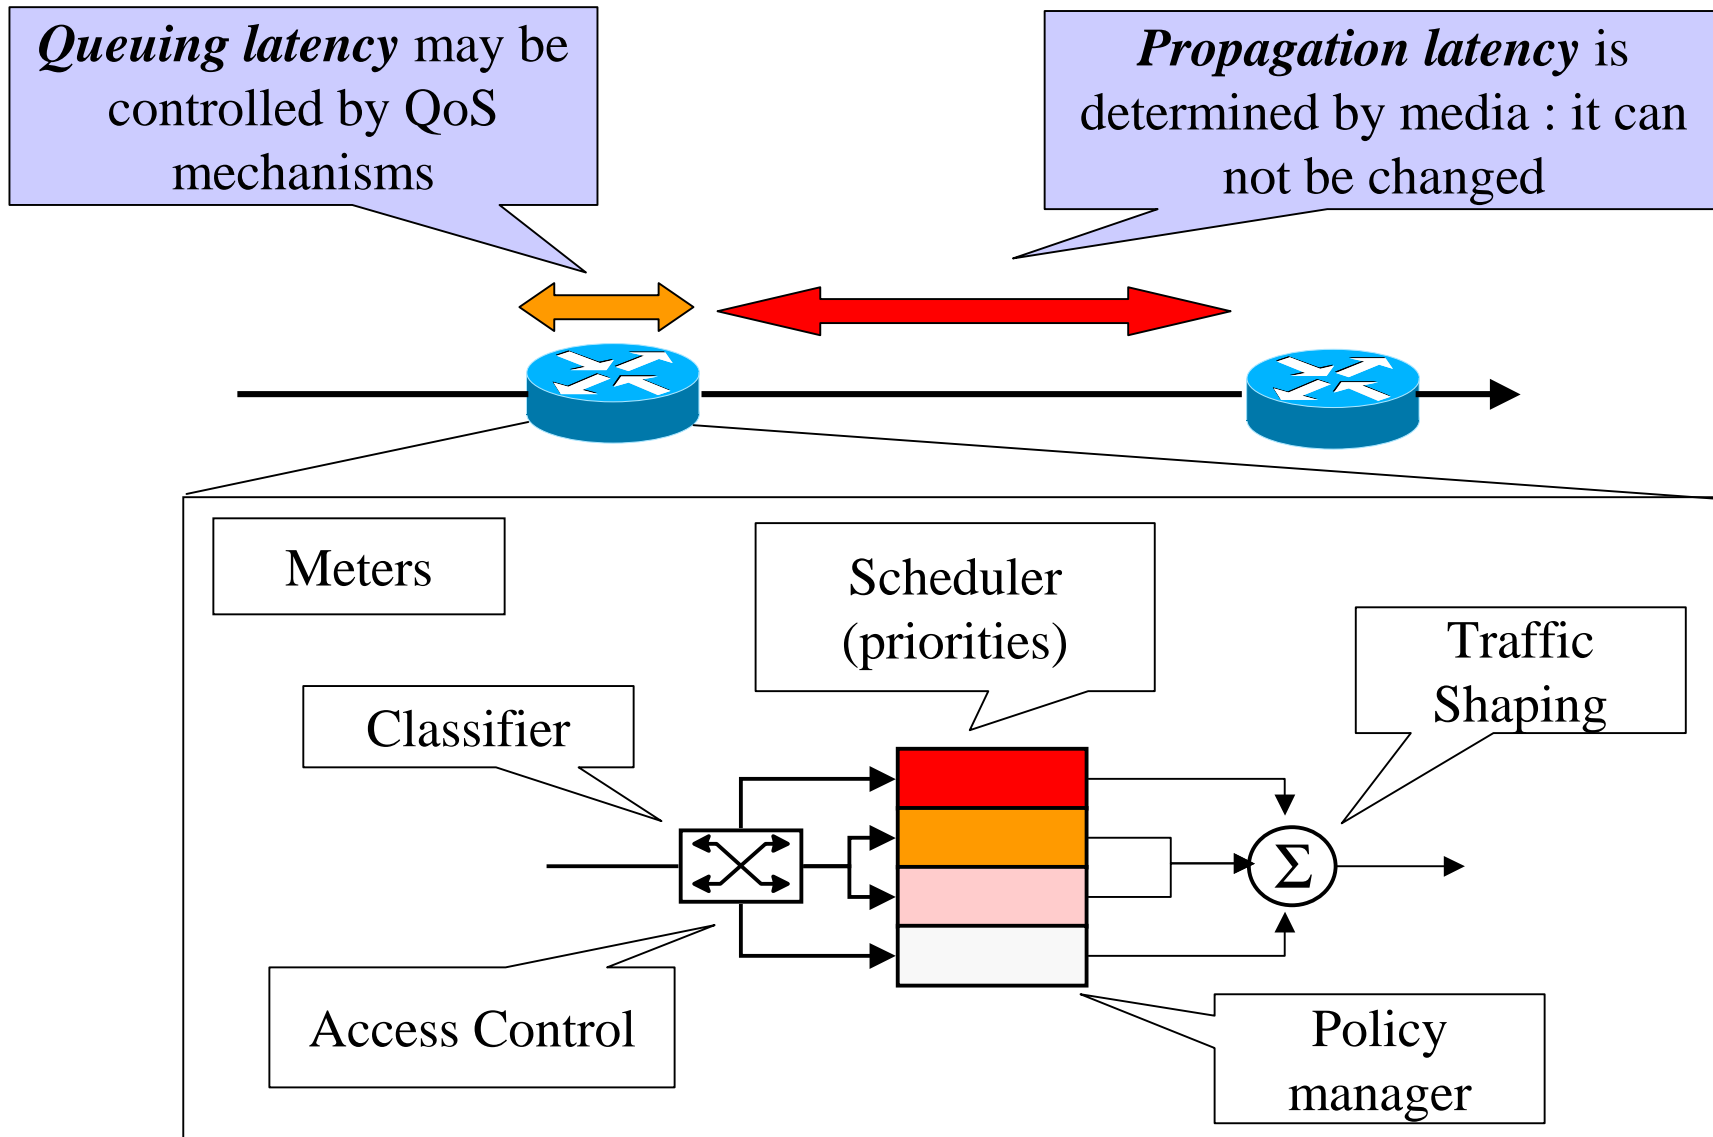 Queuing latency may be
controlled by QoS
mechanisms
Propagation latency is
determined by media : it can
not be changed
Meters
Scheduler
(priorities)
Traffic
Shaping
Classifier
Σ
Access Control
Policy
manager